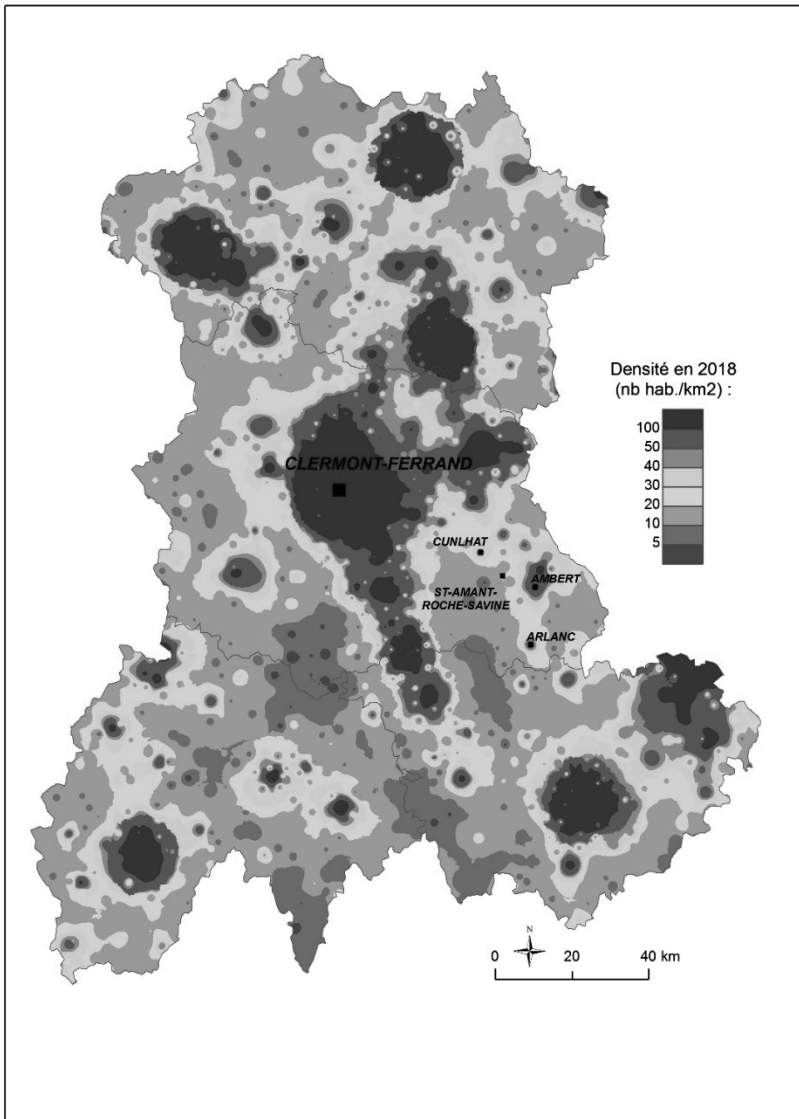 Densité en 2018
(nb hab./km2) :
100
50
40
30
20
10
5
CLERMONT-FERRAND
CUNLHAT
ST-AMANT-
ROCHE-SAVINE
AMBERT
ARLANC
N
0 20 40 km